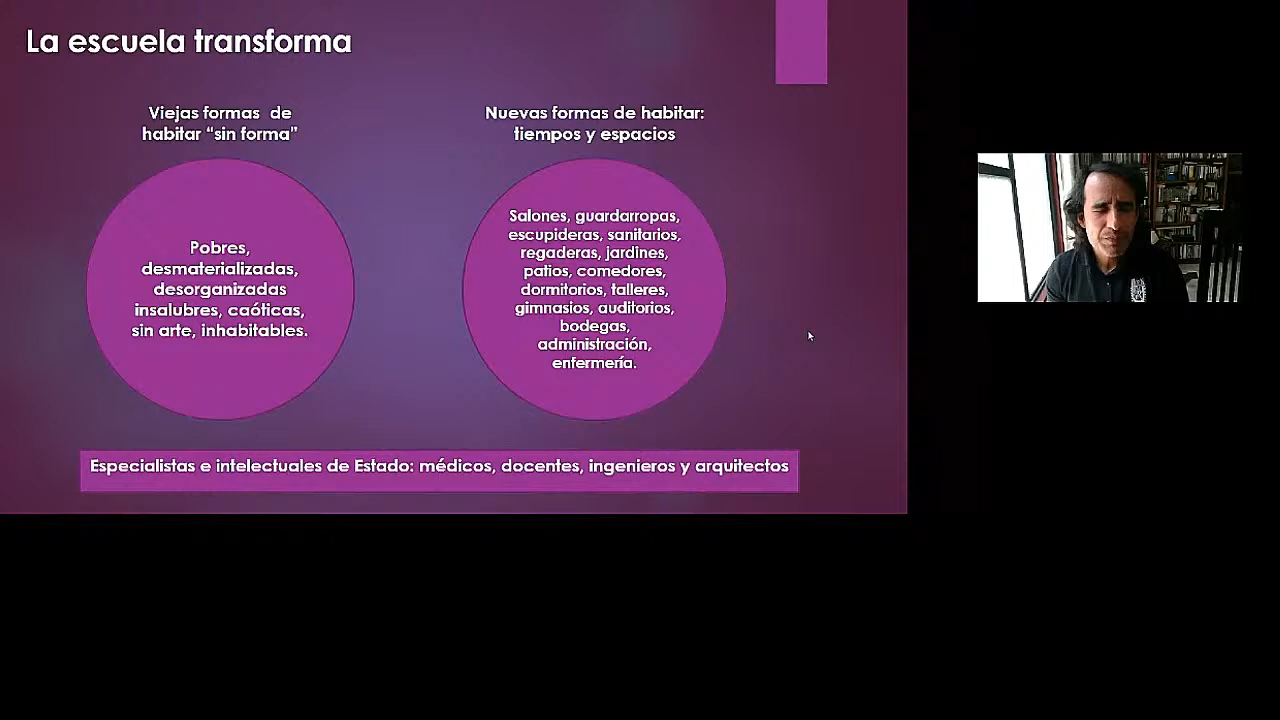 La escuela transforma
Viejas formas de
habitar “sin forma”
Pobres,
desmaterializadas,
desorganizadas
insalubres, caóticas,
sin arte, inhabitables.
Nuevas formas de habitar:
tiempos y espacios
Salones, guardarropas,
escupideras, sanitarios,
regaderas, jardines,
patios, comedores,
dormitorios, talleres,
gimnasios, auditorios,
bodegas,
administración,
enfermería.
Especialistas e intelectuales de Estado: médicos, docentes, ingenieros y arquitectos